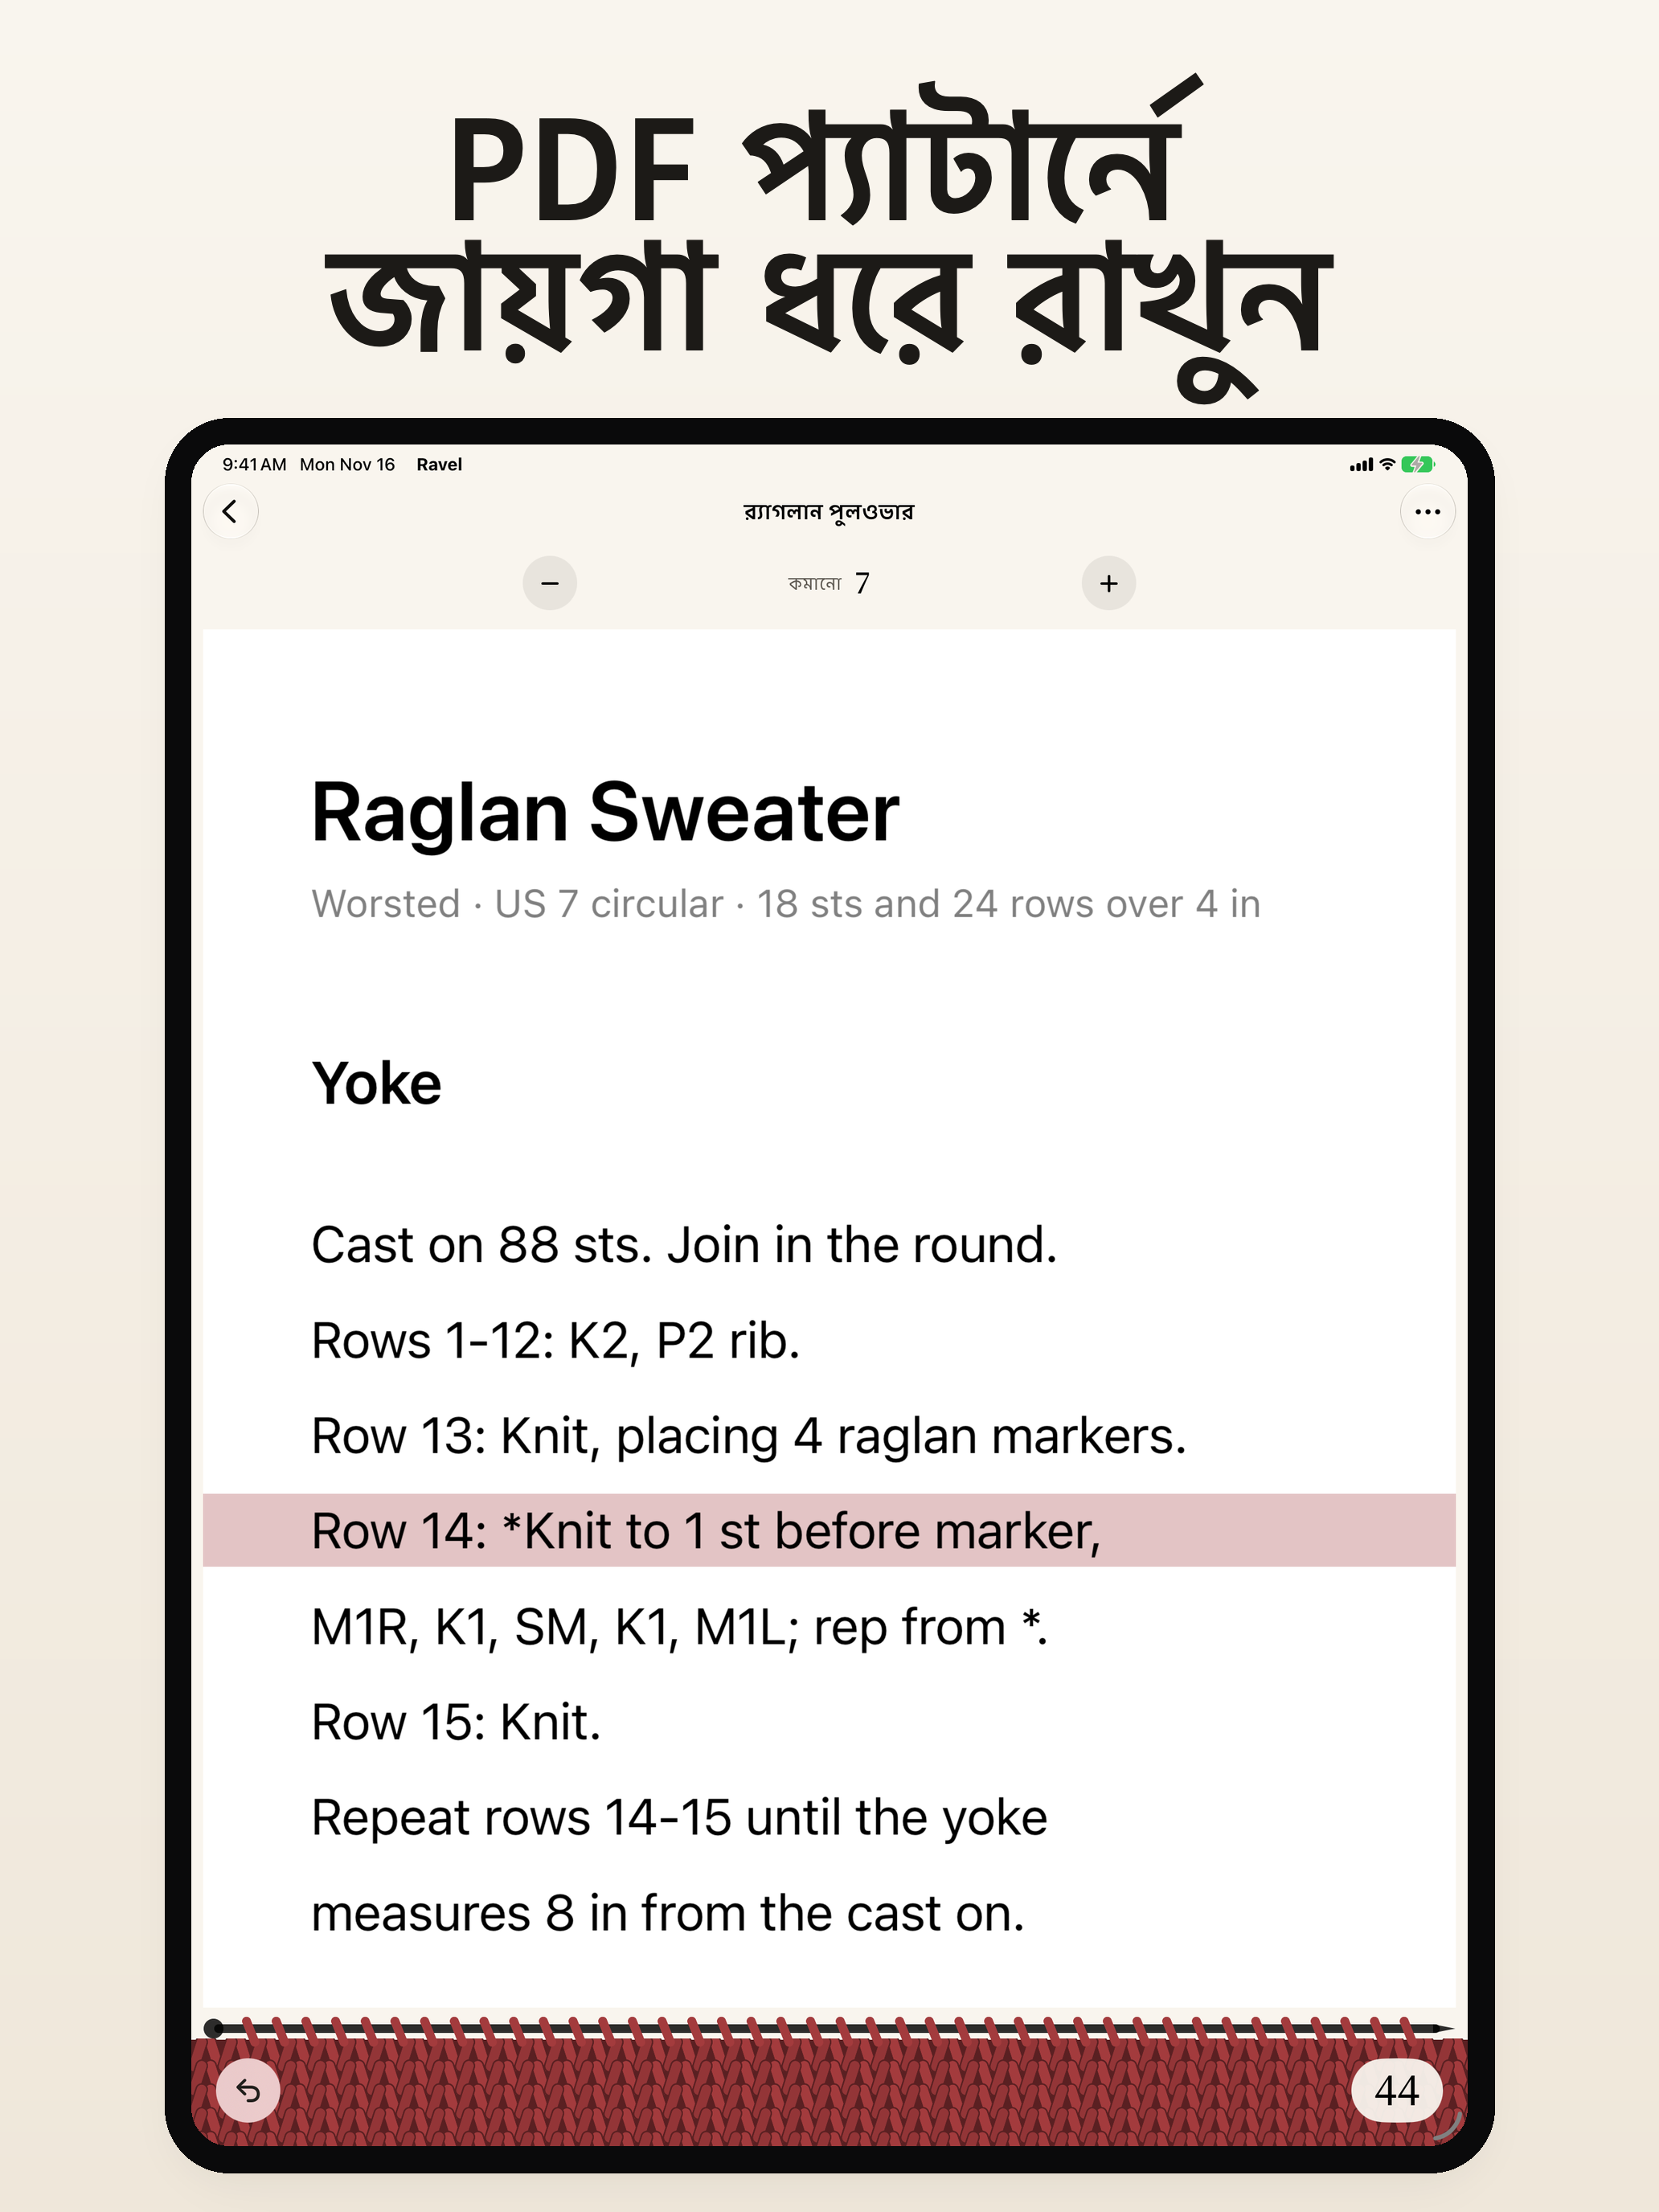 PDF প্যাটার্নে
জায়গা ধরে রাখুন
9:41 AM Mon Nov 16 Ravel
র‍্যাগলান পুলওভার
কমানো 7
Raglan Sweater
Worsted · US 7 circular · 18 sts and 24 rows over 4 in
Yoke
Cast on 88 sts. Join in the round.
Rows 1-12: K2, P2 rib.
Row 13: Knit, placing 4 raglan markers.
Row 14: *Knit to 1 st before marker,
M1R, K1, SM, K1, M1L; rep from *.
Row 15: Knit.
Repeat rows 14-15 until the yoke
measures 8 in from the cast on.
44